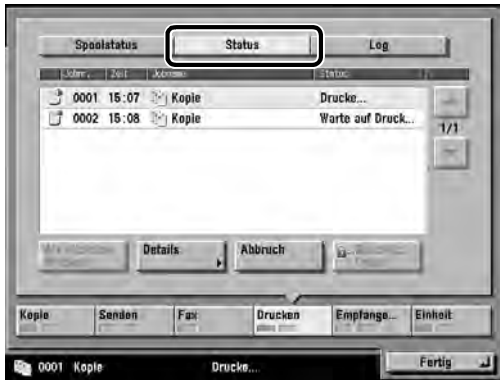 Spoolstatus Status Log
Jobnr. Zeit Jobname Status
0001 15:07 Kopie Drucke...
0002 15:08 Kopie Warte auf Druck...
1/1
Details Abbruch
Kopie Senden Fax Drucken Empfange... Einheit
0001 Kopie Drucke... Fertig